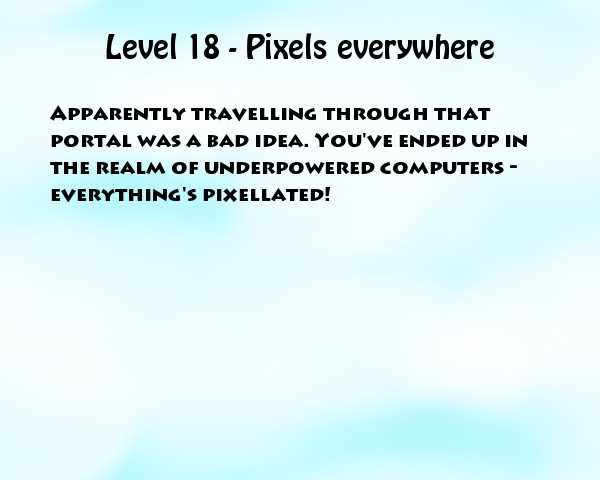 Level 18 - Pixels everywhere
Apparently travelling through that
portal was a bad idea. You've ended up in
the realm of underpowered computers -
everything's pixellated!